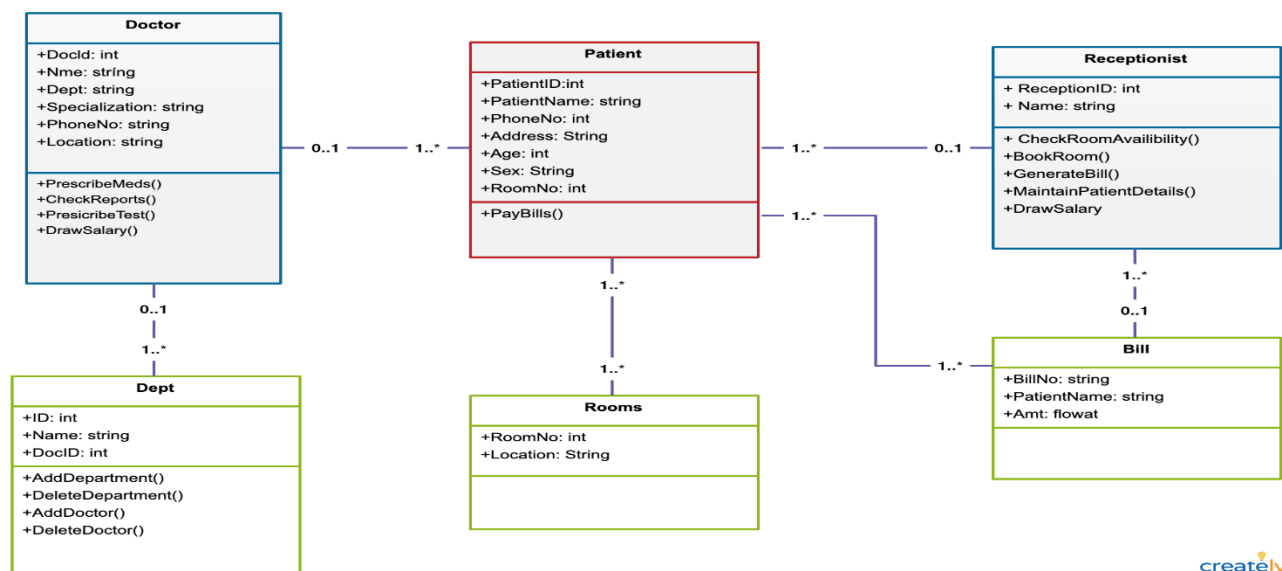 Doctor
+DocId: int
+Nme: stríng
+Dept: string
+Specialization: string
+PhoneNo: string
+Location: string
+PrescribeMeds()
+CheckReports()
+PresicribeTest()
+DrawSalary()
0..1
1..*
Patient
+PatientID:int
+PatientName: string
+PhoneNo: int
+Address: String
+Age: int
+Sex: String
+RoomNo: int
+PayBills()
1..*
0..1
Receptionist
+ ReceptionID: int
+ Name: string
+ CheckRoomAvailibility()
+BookRoom()
+GenerateBill()
+MaintainPatientDetails()
+DrawSalary
1..*
1..*
0..1
1..*
Dept
+ID: int
+Name: string
+DocID: int
+AddDepartment()
+DeleteDepartment()
+AddDoctor()
+DeleteDoctor()
1..*
1..*
Rooms
+RoomNo: int
+Location: String
1..*
0..1
Bill
+BillNo: string
+PatientName: string
+Amt: flowat
creately